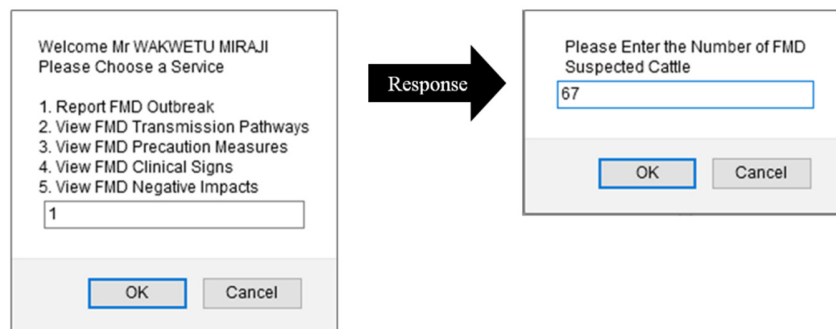 Welcome Mr WAKWETU MIRAJI
Please Choose a Service
1. Report FMD Outbreak
2. View FMD Transmission Pathways
3. View FMD Precaution Measures
4. View FMD Clinical Signs
5. View FMD Negative Impacts
1
OK Cancel
Response
Please Enter the Number of FMD
Suspected Cattle
67
OK Cancel